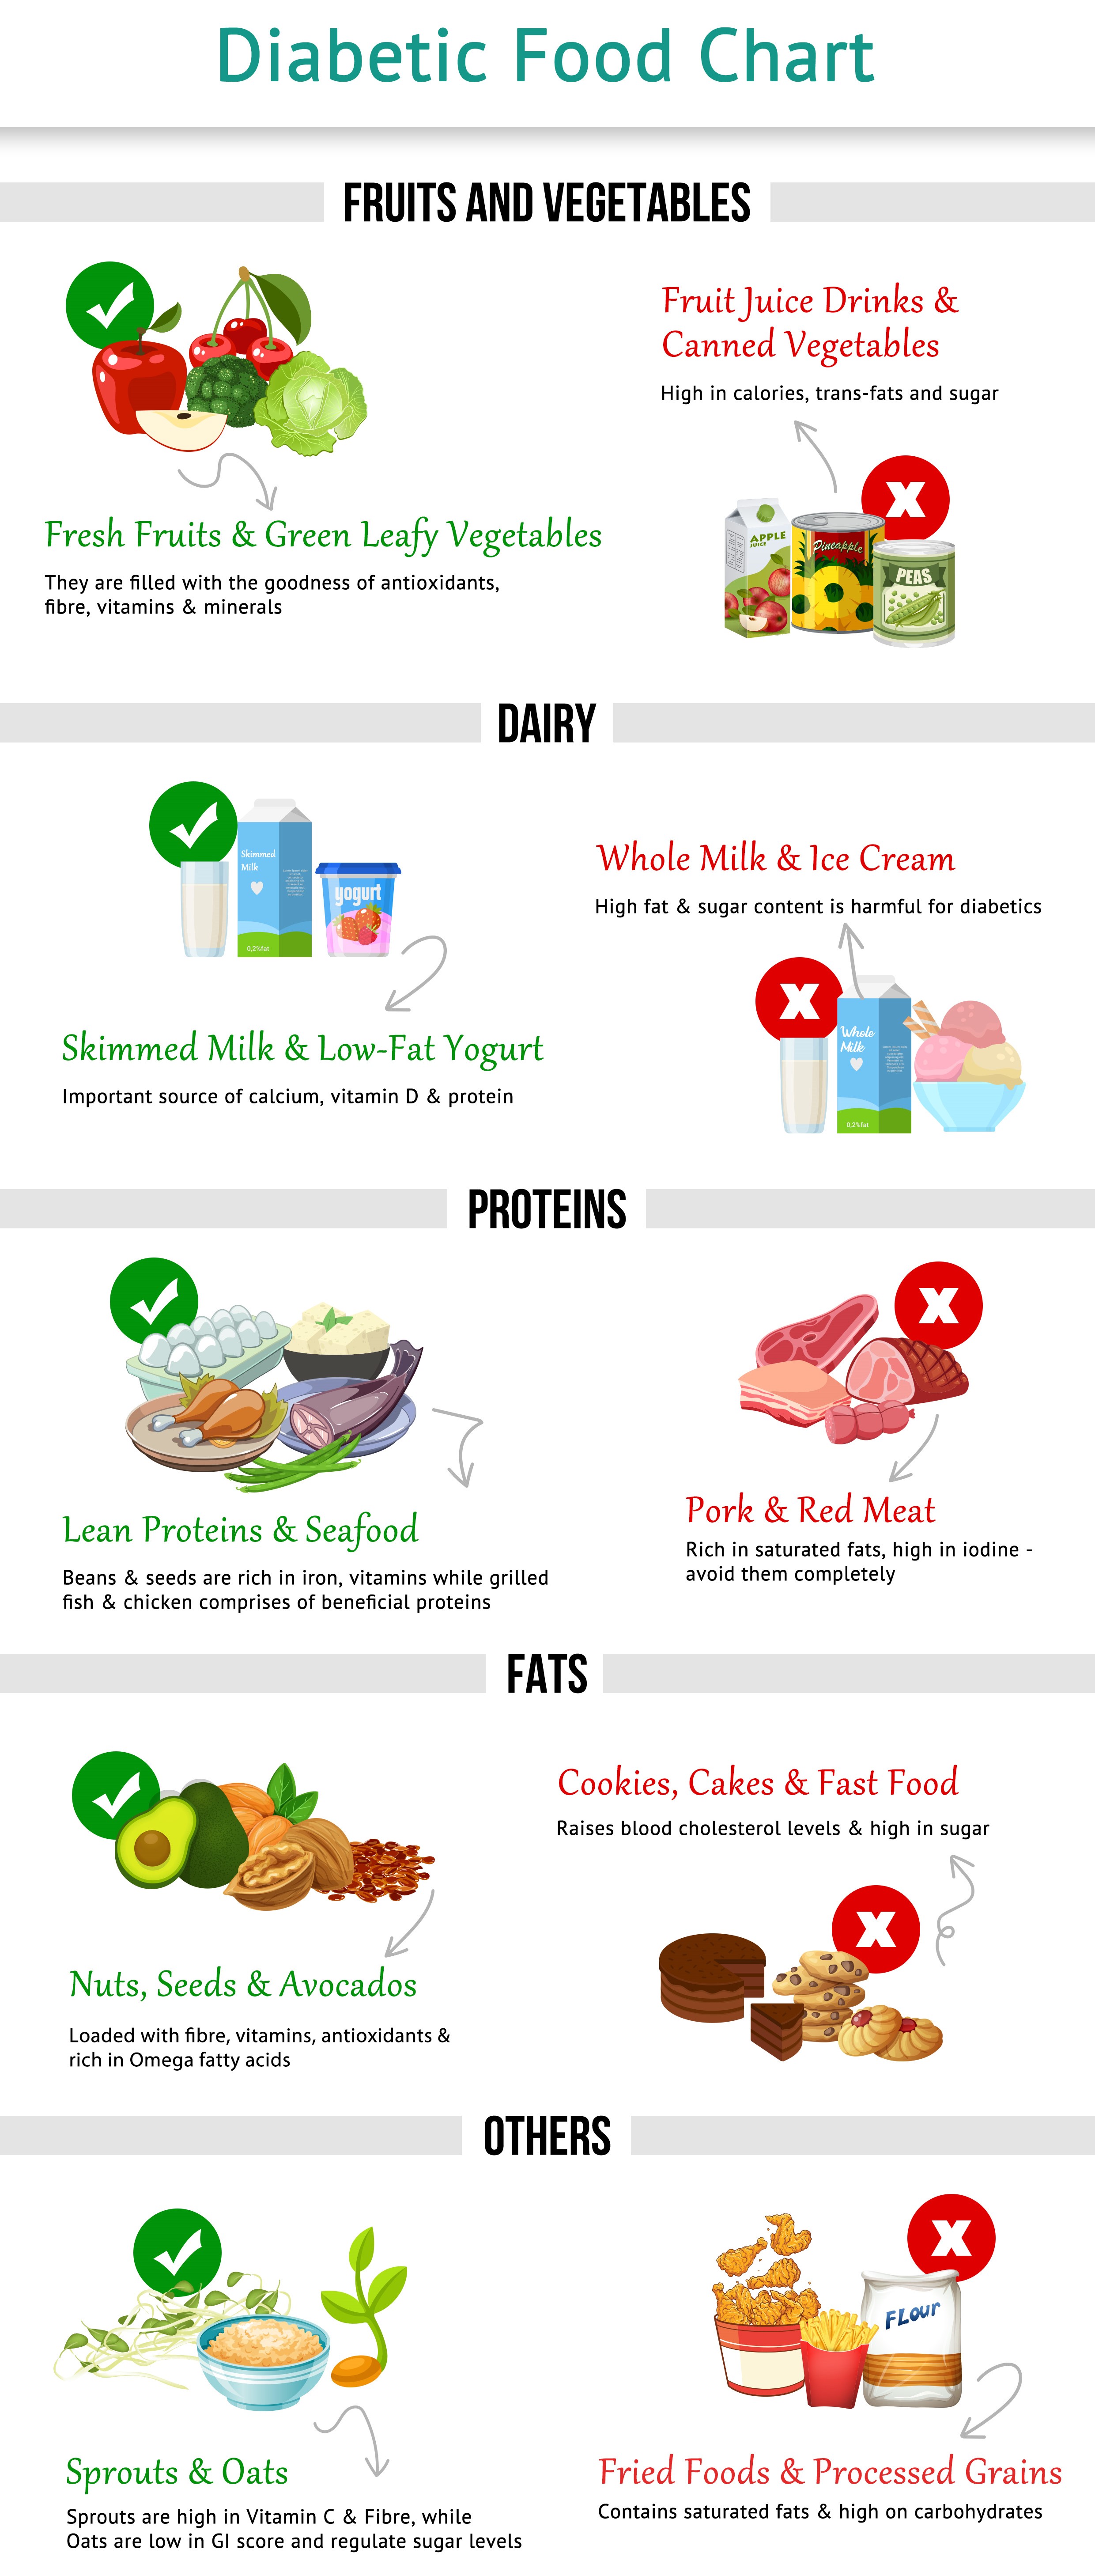 Diabetic Food Chart
FRUITS AND VEGETABLES
Fruit Juice Drinks &
Canned Vegetables
High in calories, trans-fats and sugar
APPLE
JUICE
Pineapple
PEAS
Fresh Fruits & Green Leafy Vegetables
They are filled with the goodness of antioxidants,
fibre, vitamins & minerals
DAIRY
Skimmed
Milk
0,2%fat
yogurt
Skimmed Milk & Low-Fat Yogurt
Important source of calcium, vitamin D & protein
Whole Milk & Ice Cream
High fat & sugar content is harmful for diabetics
Whole
Milk
0,2%fat
PROTEINS
Lean Proteins & Seafood
Beans & seeds are rich in iron, vitamins while grilled
fish & chicken comprises of beneficial proteins
Pork & Red Meat
Rich in saturated fats, high in iodine -
avoid them completely
FATS
Nuts, Seeds & Avocados
Loaded with fibre, vitamins, antioxidants &
rich in Omega fatty acids
Cookies, Cakes & Fast Food
Raises blood cholesterol levels & high in sugar
OTHERS
Sprouts & Oats
Sprouts are high in Vitamin C & Fibre, while
Oats are low in GI score and regulate sugar levels
FLour
Fried Foods & Processed Grains
Contains saturated fats & high on carbohydrates